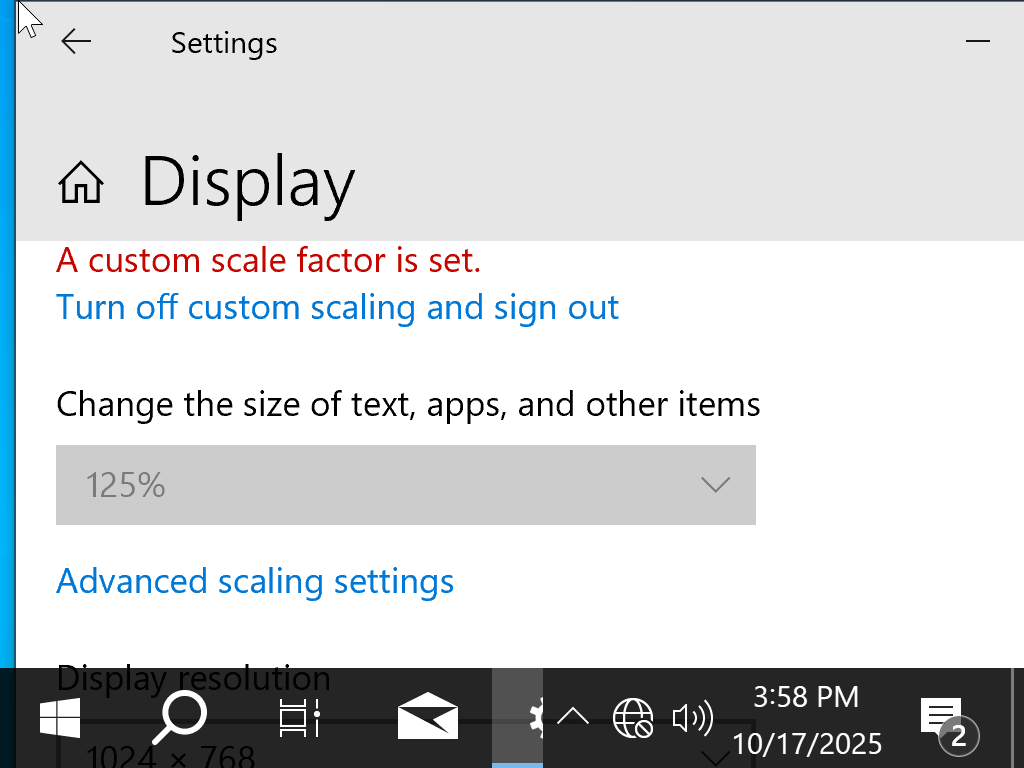 Settings
Display
A custom scale factor is set.
Turn off custom scaling and sign out
Change the size of text, apps, and other items
125%
Advanced scaling settings
Display resolution
1024 × 768
3:58 PM
10/17/2025
2